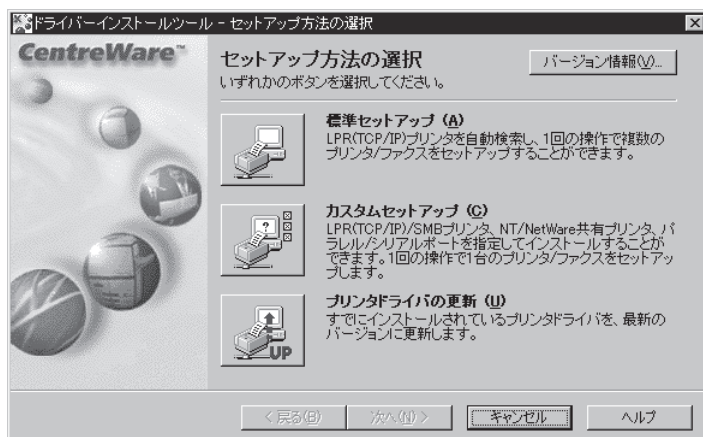 ドライバーインストールツール - セットアップ方法の選択
CentreWare™
セットアップ方法の選択
いずれかのボタンを選択してください。
バージョン情報(V)...
標準セットアップ (A)
LPR(TCP/IP)プリンタを自動検索し、1回の操作で複数の
プリンタ/ファクスをセットアップすることができます。
カスタムセットアップ (C)
LPR(TCP/IP)/SMBプリンタ、NT/NetWare共有プリンタ、パ
ラレル/シリアルポートを指定してインストールすることが
できます。1回の操作で1台のプリンタ/ファクスをセットアッ
プします。
プリンタドライバの更新 (U)
すでにインストールされているプリンタドライバを、最新の
バージョンに更新します。
UP
< 戻る(B)
次へ(N) >
キャンセル
ヘルプ